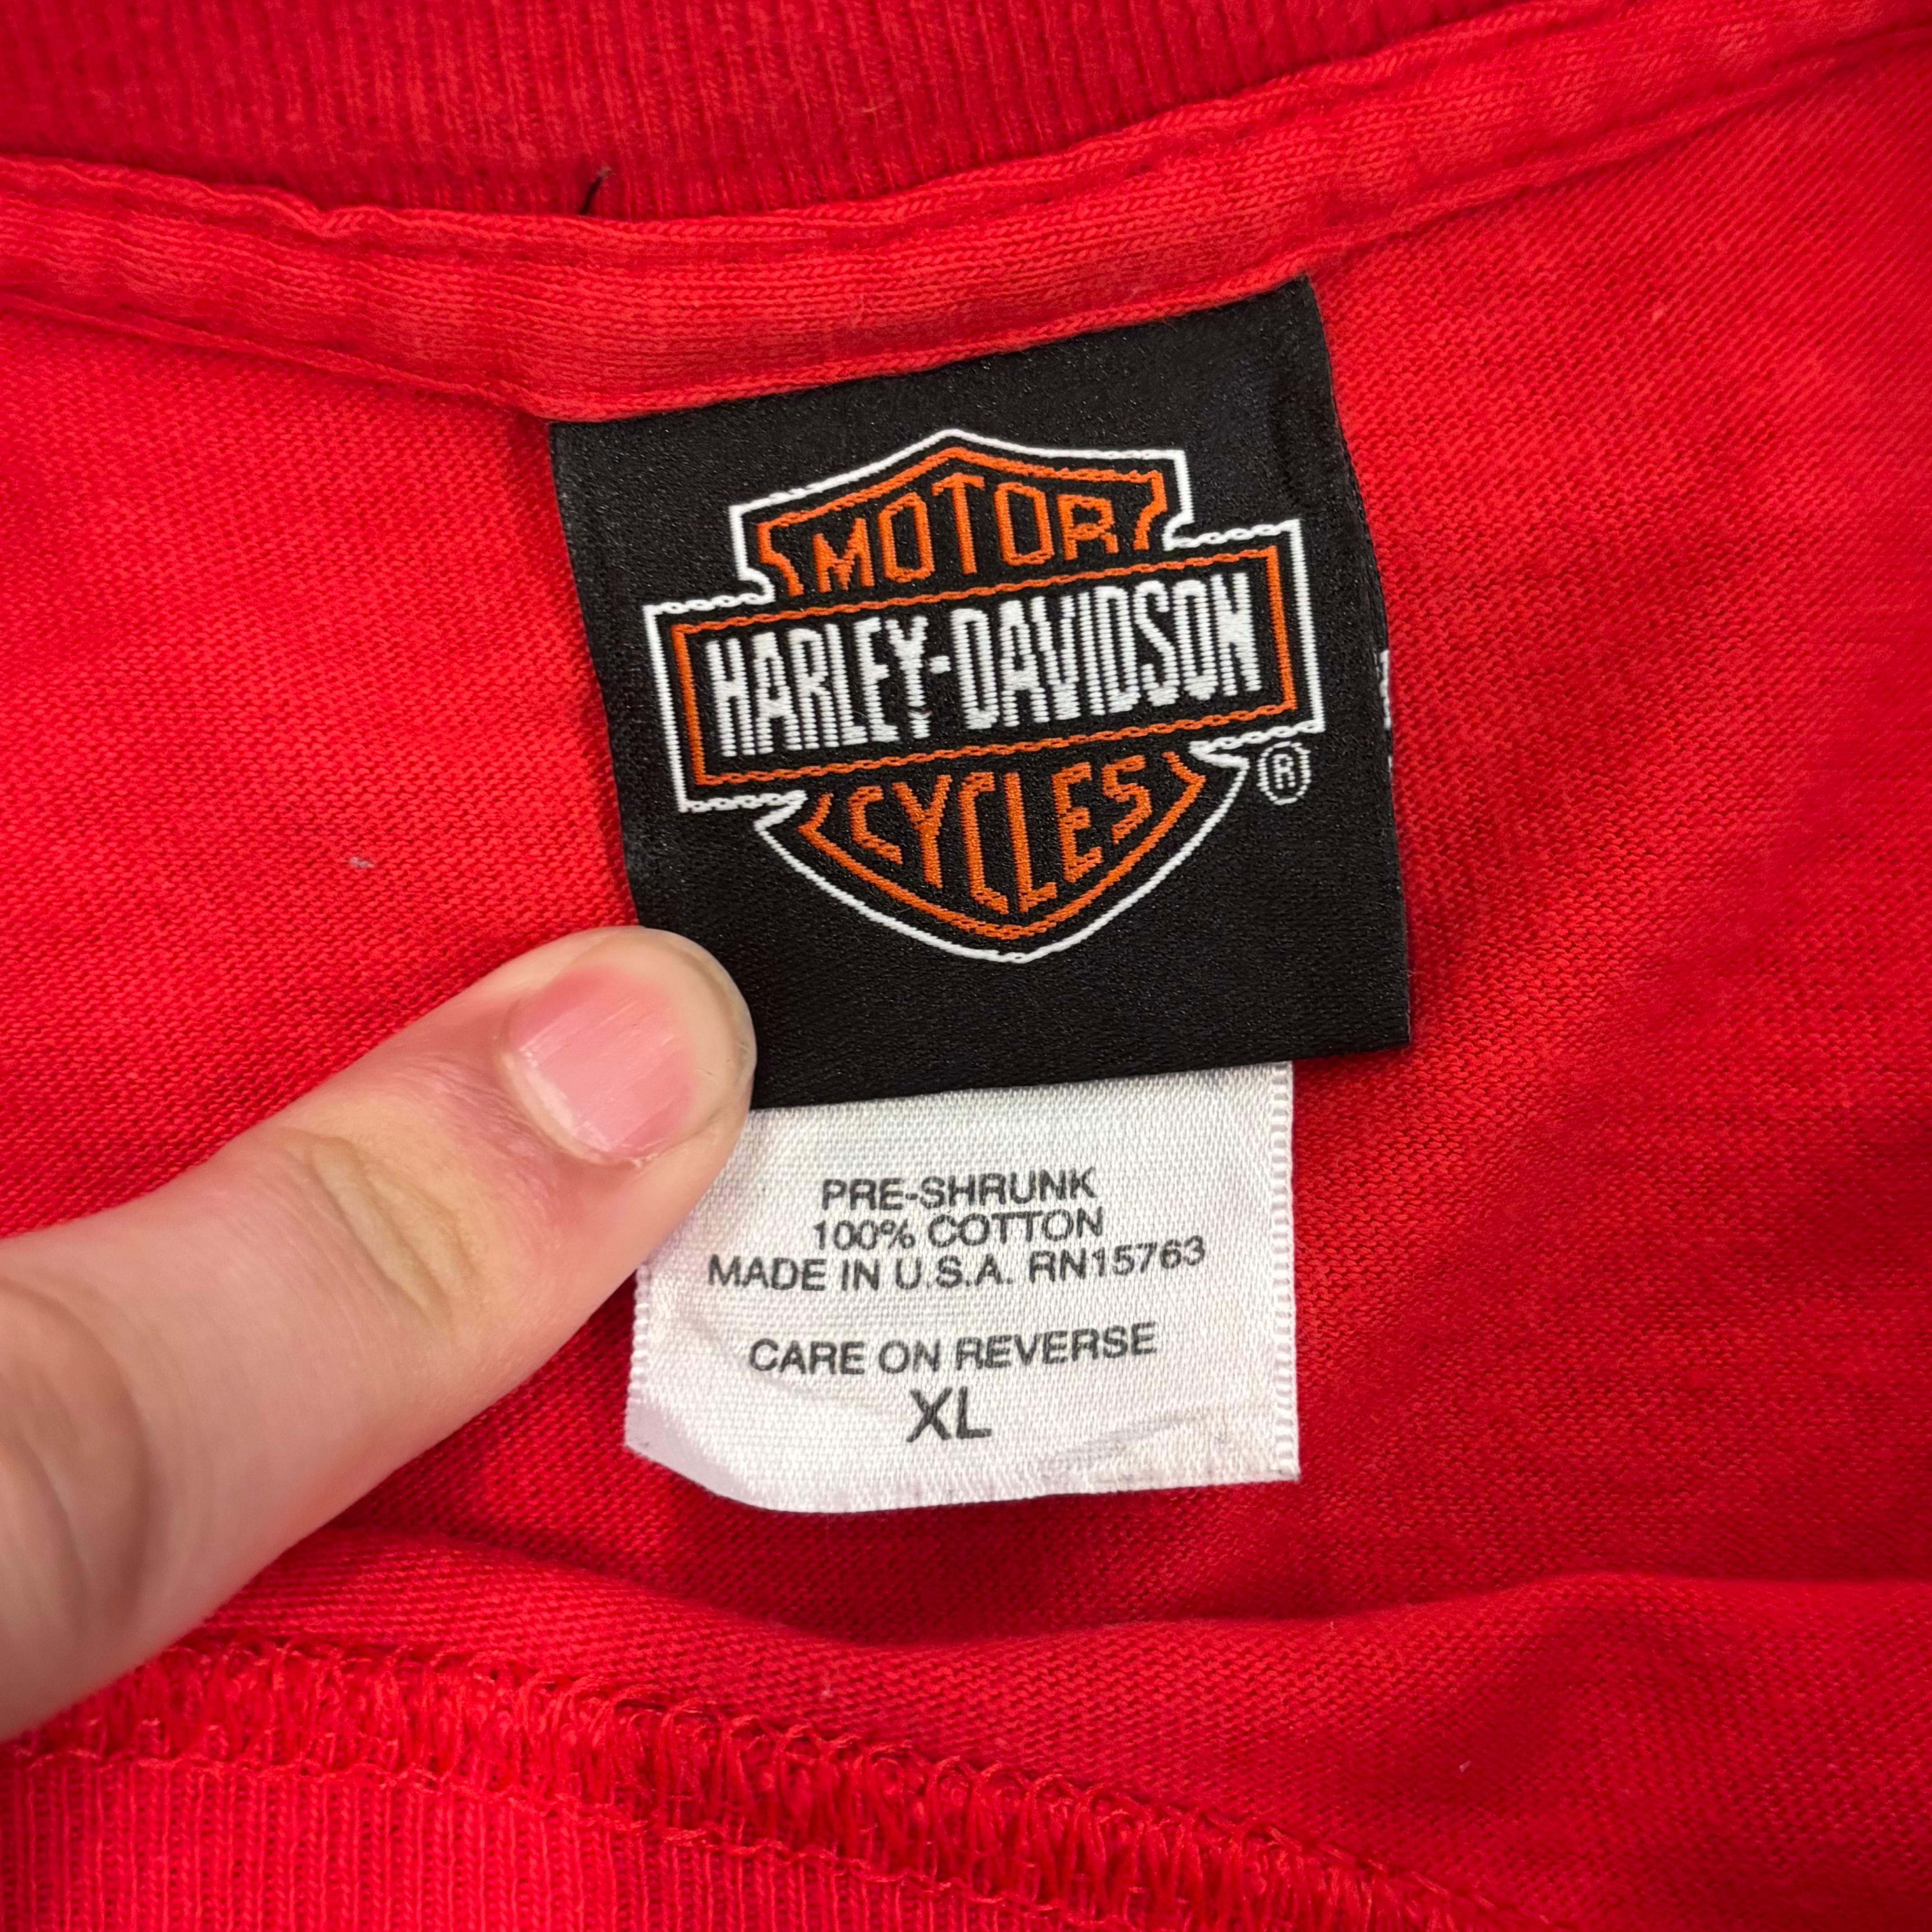 MOTOR
HARLEY-DAVIDSON
CYCLES
®
PRE-SHRUNK
100% COTTON
MADE IN U.S.A. RN15763
CARE ON REVERSE
XL